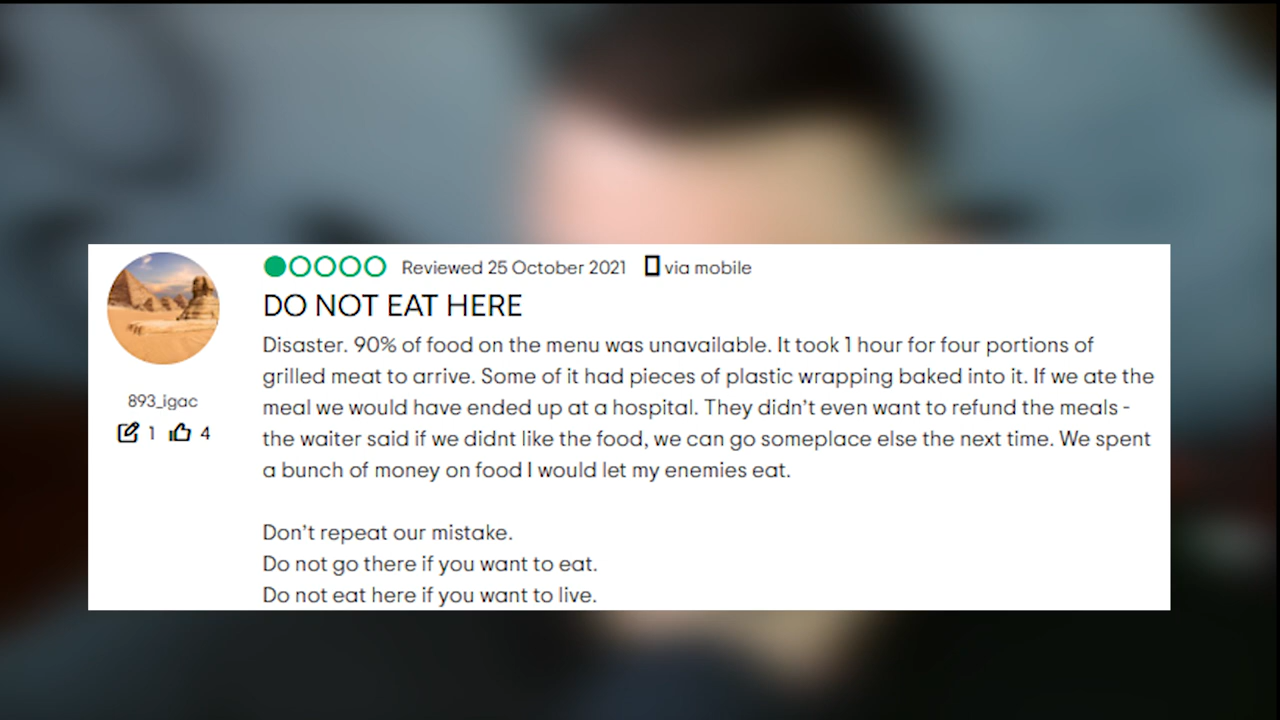 Reviewed 25 October 2021 via mobile
DO NOT EAT HERE
Disaster. 90% of food on the menu was unavailable. It took 1 hour for four portions of
grilled meat to arrive. Some of it had pieces of plastic wrapping baked into it. If we ate the
meal we would have ended up at a hospital. They didn't even want to refund the meals -
the waiter said if we didnt like the food, we can go someplace else the next time. We spent
a bunch of money on food I would let my enemies eat.
Don't repeat our mistake.
Do not go there if you want to eat.
Do not eat here if you want to live.
893_igac
1 4